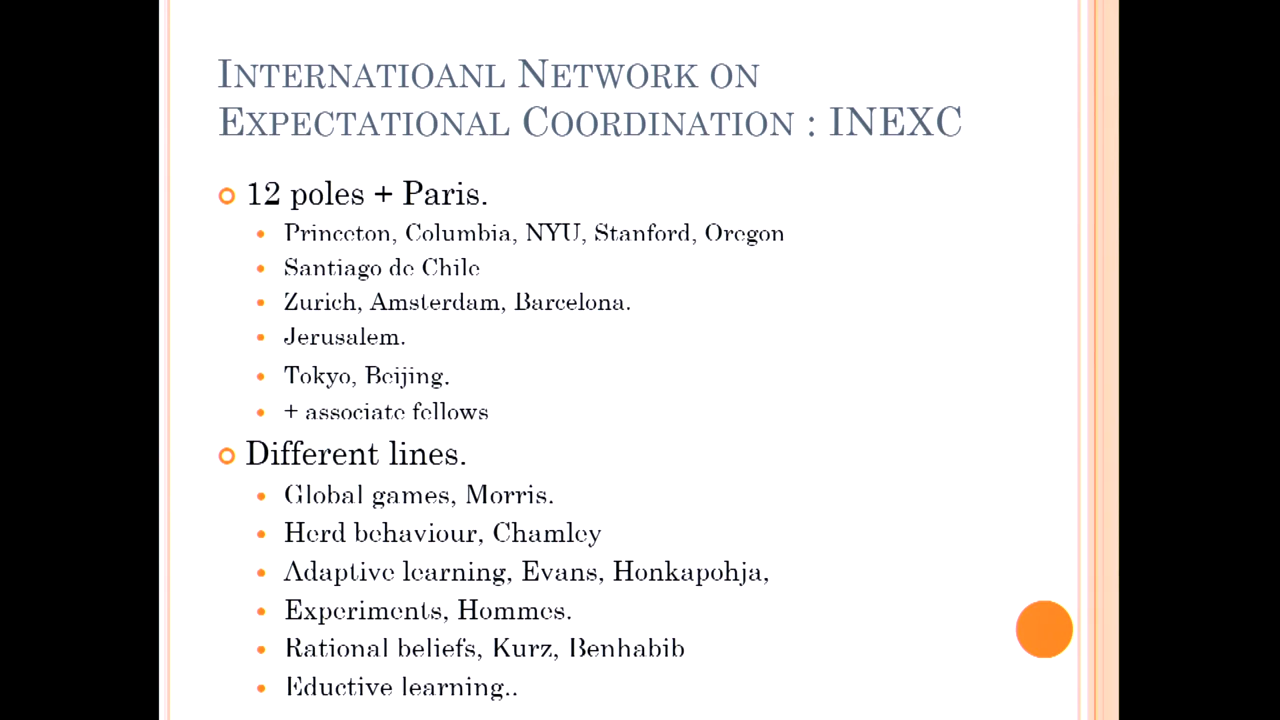 INTERNATIOANL NETWORK ON
EXPECTATIONAL COORDINATION : INEXC
12 poles + Paris.
Princeton, Columbia, NYU, Stanford, Oregon
Santiago de Chile
Zurich, Amsterdam, Barcelona.
Jerusalem.
Tokyo, Beijing.
+ associate fellows
Different lines.
Global games, Morris.
Herd behaviour, Chamley
Adaptive learning, Evans, Honkapohja,
Experiments, Hommes.
Rational beliefs, Kurz, Benhabib
Eductive learning..